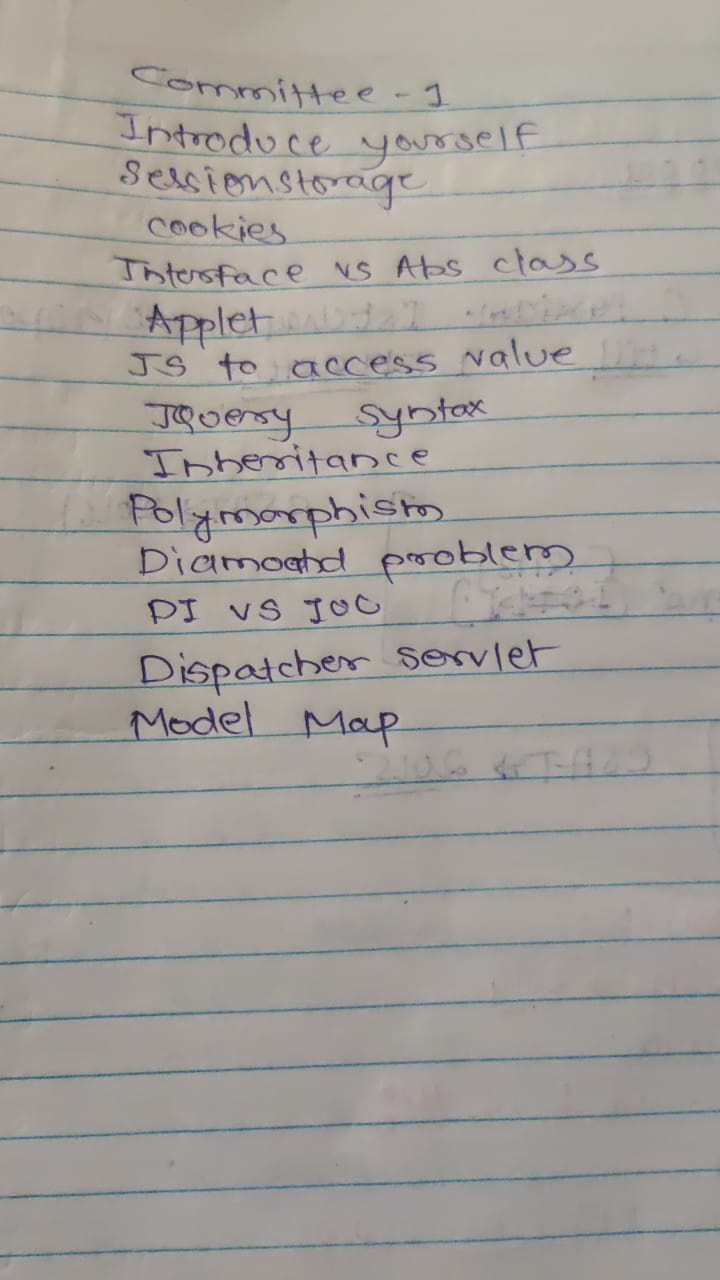 Committee - 1
Introduce yourself
Sessionstorage
cookies
Interface vs Abs class
Applet
JS to access value
JQuery syntax
Inheritance
Polymorphism
problem
DI vs IOC
Dispatcher servlet
Model Map